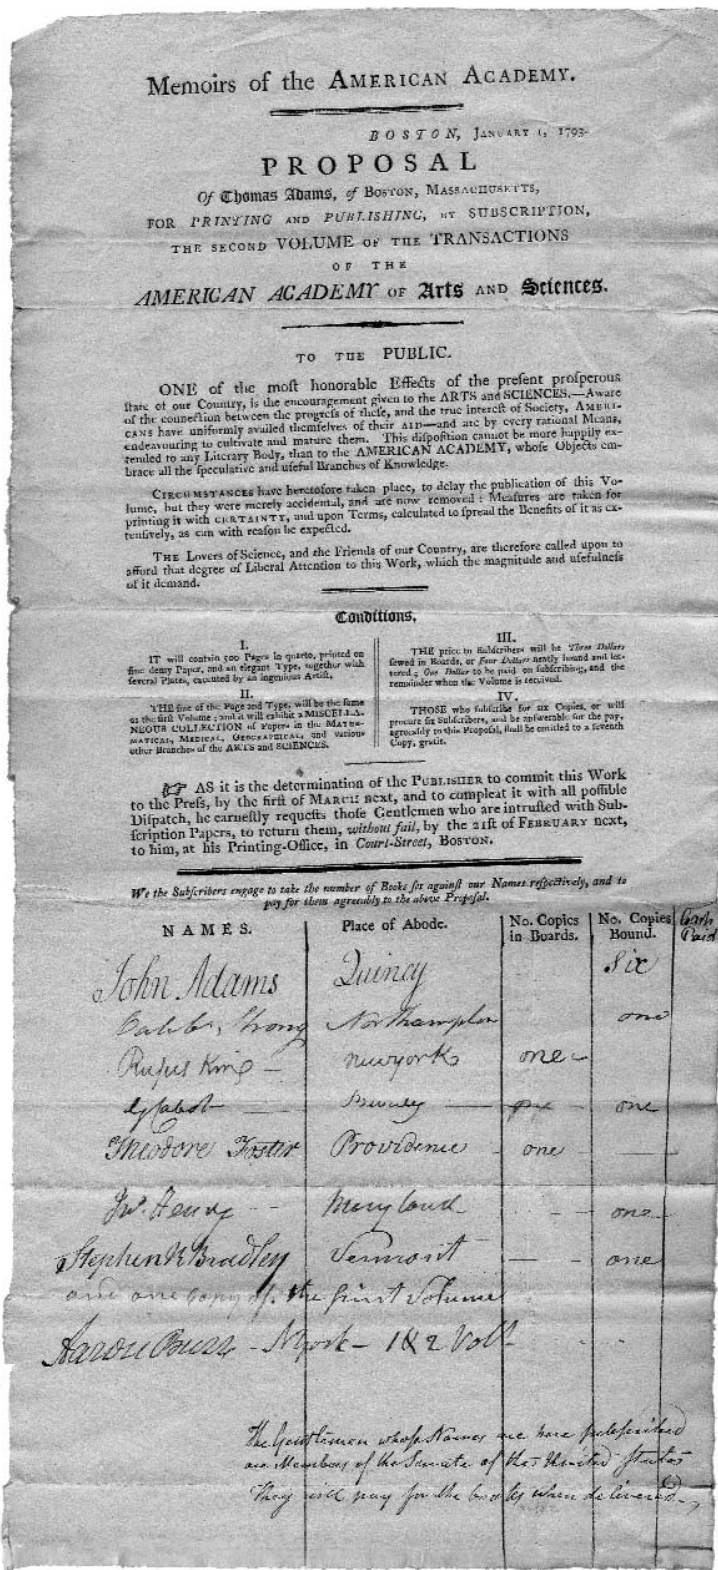 Memoirs of the AMERICAN ACADEMY.
BOSTON, JANUARY 1, 1793.
PROPOSAL
Of Thomas Adams, of BOSTON, MASSACHUSETTS,
FOR PRINTING AND PUBLISHING, BY SUBSCRIPTION,
THE SECOND VOLUME OF THE TRANSACTIONS
OF THE
AMERICAN ACADEMY OF Arts AND Sciences.
TO THE PUBLIC.
ONE of the moſt honorable Effects of the preſent proſperous
ſtate of our Country, is the encouragement given to the ARTS and SCIENCES.—Aware
of the connection between the progreſs of theſe, and the true intereſt of Society, AMERI-
CANS have uniformly availed themſelves of their AID—and are by every rational Means,
endeavouring to cultivate and mature them. This diſpoſition cannot be more happily ex-
tended to any Literary Body, than to the AMERICAN ACADEMY, whoſe Objects em-
brace all the ſpeculative and uſeful Branches of Knowledge.
CIRCUMSTANCES have heretofore taken place, to delay the publication of this Vo-
lume, but they were merely accidental, and are now removed: Meaſures are taken for
printing it with CERTAINTY, and upon Terms, calculated to ſpread the Benefits of it as ex-
tenſively, as can with reaſon be expected.
THE Lovers of Science, and the Friends of our Country, are therefore called upon to
afford that degree of Liberal Attention to this Work, which the magnitude and uſefulneſs
of it demand.
Conditions.
I.
IT will contain 500 Pages in quarto, printed on
fine demy Paper, and an elegant Type, together with
ſeveral Plates, executed by an ingenious Artiſt.
II.
THE ſize of the Page and Type, will be the ſame
as the firſt Volume; and it will exhibit a MISCELLA-
NEOUS COLLECTION of Papers in the MATHE-
MATICAL, MEDICAL, GEOGRAPHICAL, and various
other Branches of the ARTS and SCIENCES.
III.
THE price to Subſcribers will be Three Dollars
ſewed in Boards, or Four Dollars neatly bound and let-
tered; One Dollar to be paid on ſubſcribing, and the
remainder when the Volume is received.
IV.
THOSE who ſubſcribe for ſix Copies, or will
procure ſix Subſcribers, and be anſwerable for the pay,
agreeably to this Propoſal, ſhall be entitled to a ſeventh
Copy, gratis.
☞ AS it is the determination of the PUBLISHER to commit this Work
to the Preſs, by the firſt of MARCH next, and to compleat it with all poſſible
Diſpatch, he earneſtly requeſts thoſe Gentlemen who are intruſted with Sub-
ſcription Papers, to return them, without fail, by the 21ſt of FEBRUARY next,
to him, at his Printing-Office, in Court-Street, BOSTON.
We the Subſcribers engage to take the number of Books ſet againſt our Names reſpectively, and to
pay for them agreeably to the above Propoſal.
NAMES. Place of Abode. No. Copies in Boards. No. Copies Bound. Cash Paid
John Adams Quincy Six
Caleb Strong Northampton one
Rufus King — Newyork one -
G Cabot — — Beverley — one
Theodore Foster Providence - one - —
Jno. Henry - - Maryland - - one -
Stephen R Bradley Vermont — - one
and one copy of the first Volume
Aaron Burr - NYork - 1 & 2 Vol - -
The Gentlemen whose Names are here subscribed
are Members of the Senate of the United States
They will pay for the books when delivered -